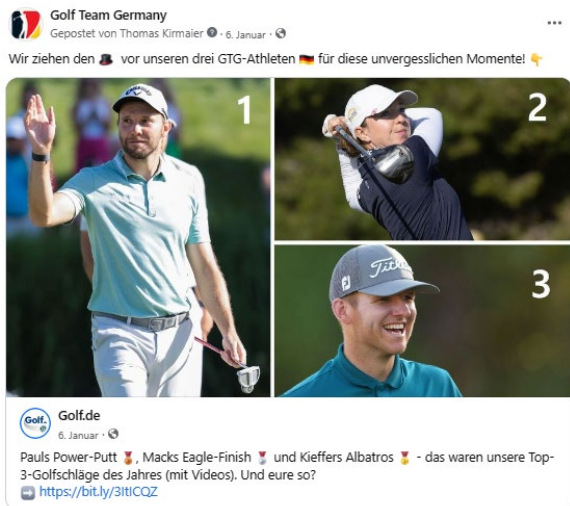 Golf Team Germany
Gepostet von Thomas Kirmaier · 6. Januar ·
Wir ziehen den 🎩 vor unseren drei GTG-Athleten 🇩🇪 für diese unvergesslichen Momente! 👇
1
2
Titleist
FJ
3
Golf.
Golf.de
6. Januar ·
Pauls Power-Putt 🥉, Macks Eagle-Finish 🥈 und Kieffers Albatros 🥇 - das waren unsere Top-
3-Golfschläge des Jahres (mit Videos). Und eure so?
➡️ https://bit.ly/3ItICQZ